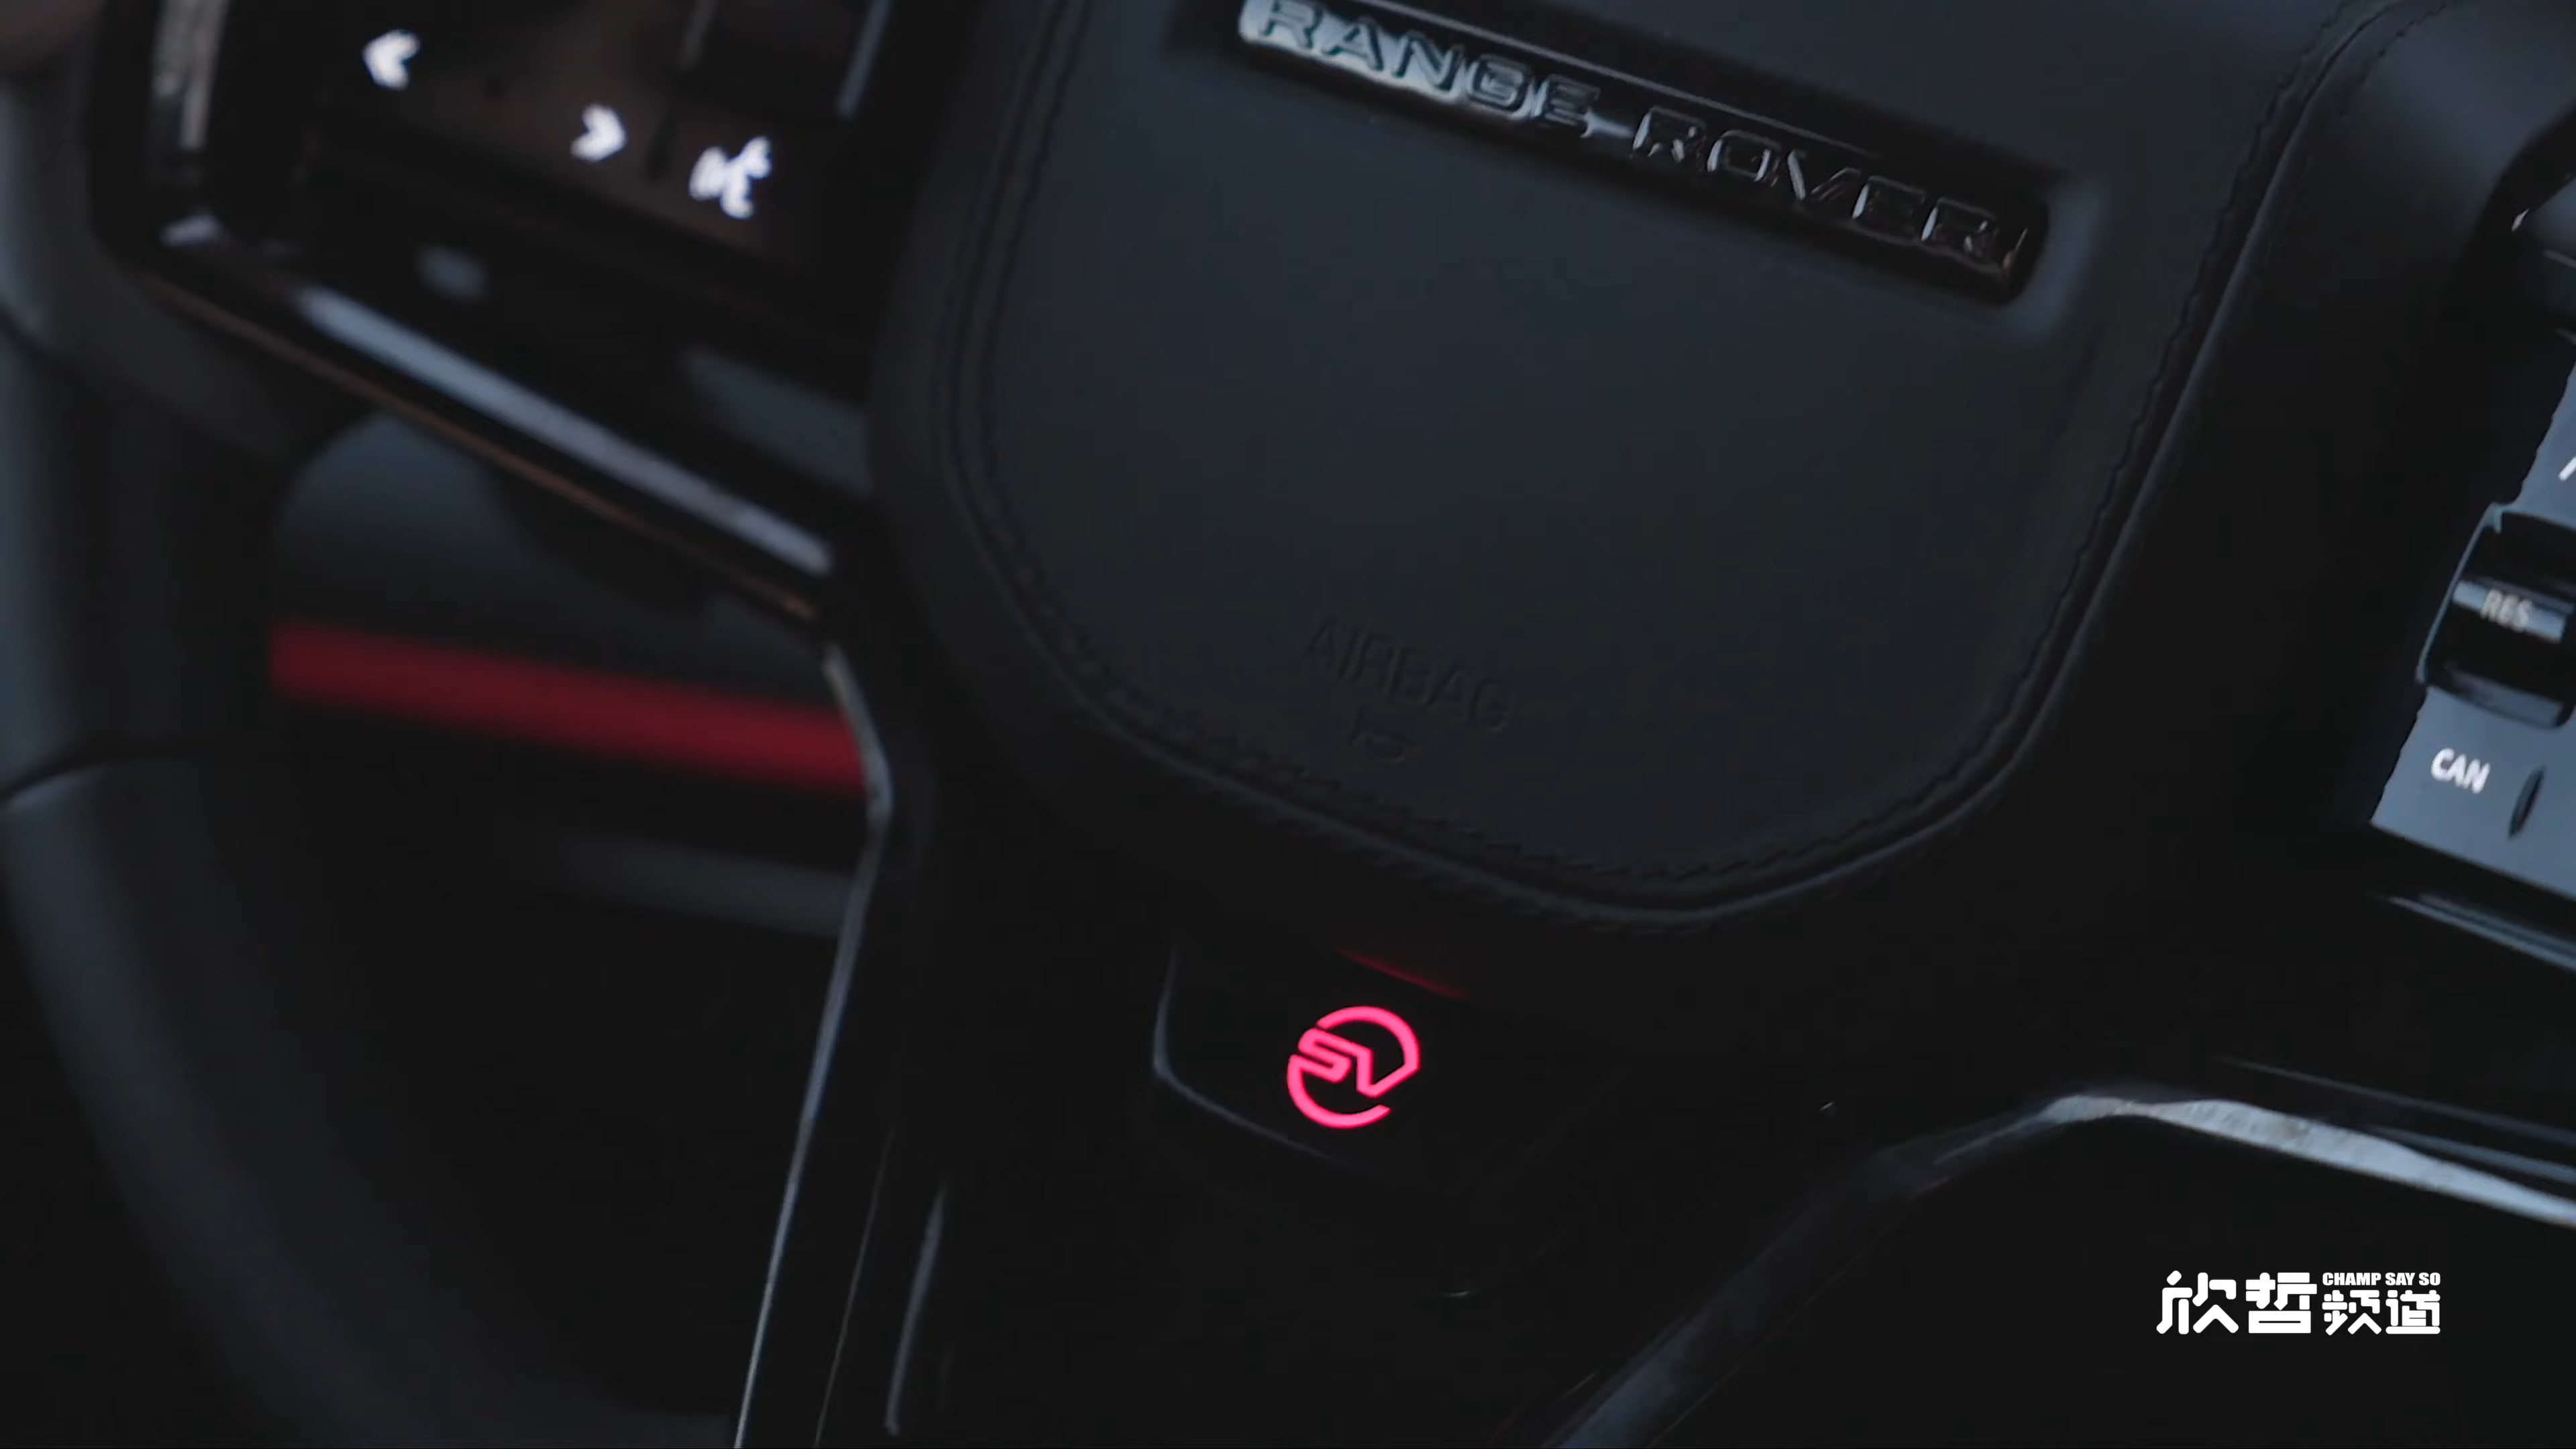 RANGE ROVER
AIRBAG
RES
CAN
SV
CHAMP SAY SO
欣哲频道